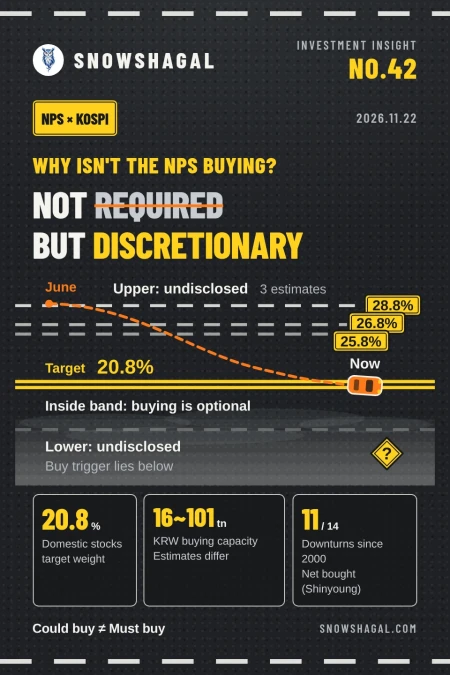 SNOWSHAGAL
INVESTMENT INSIGHT
NO.42
NPS × KOSPI
2026.11.22
WHY ISN'T THE NPS BUYING?
NOT REQUIRED
BUT DISCRETIONARY
June
Upper: undisclosed 3 estimates
28.8%
26.8%
25.8%
Now
Target 20.8%
Inside band: buying is optional
Lower: undisclosed
Buy trigger lies below
?
20.8 %
Domestic stocks
target weight
16~101 tn
KRW buying capacity
Estimates differ
11 / 14
Downturns since
2000
Net bought
(Shinyoung)
Could buy ≠ Must buy
SNOWSHAGAL.COM